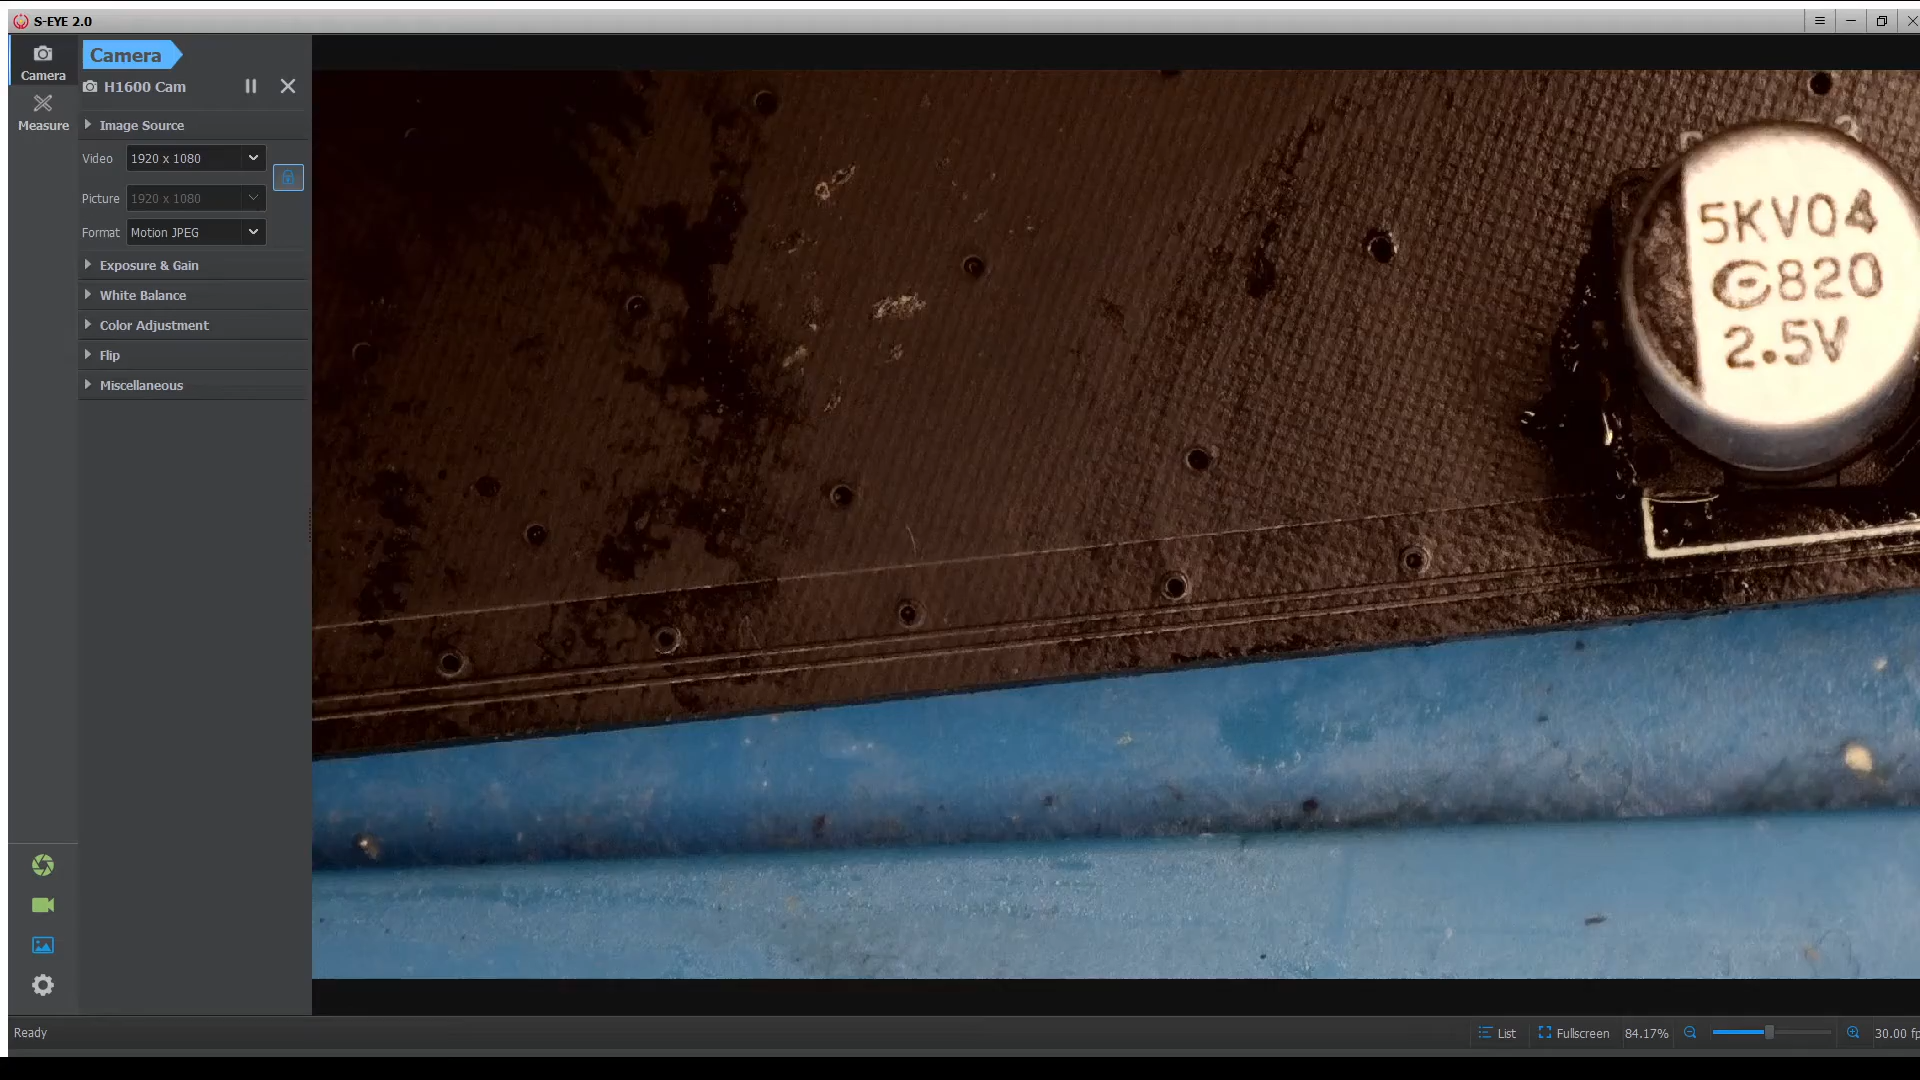 S-EYE 2.0
Camera
Measure
Camera
H1600 Cam
Image Source
Video 1920 x 1080
Picture 1920 x 1080
Format Motion JPEG
Exposure & Gain
White Balance
Color Adjustment
Flip
Miscellaneous
5KV04
820
2.5V
Ready
List
Fullscreen
84.17%
30.00 fp